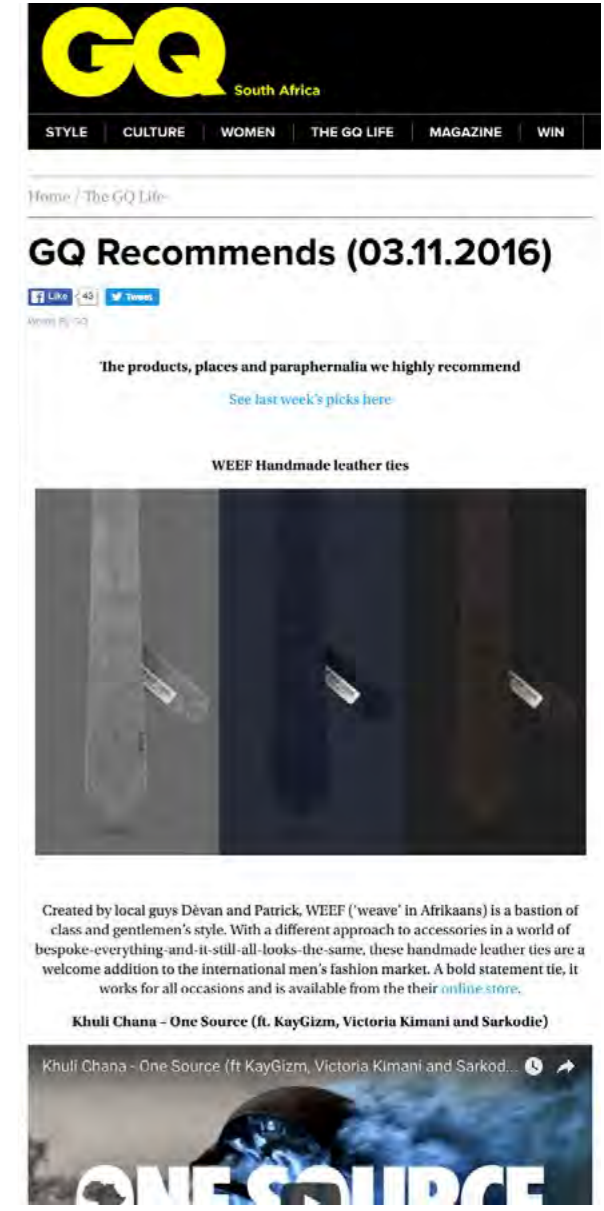 GQ
South Africa
STYLE CULTURE WOMEN THE GQ LIFE MAGAZINE WIN
Home / The GQ Life
GQ Recommends (03.11.2016)
Like 43 Tweet
The products, places and paraphernalia we highly recommend
See last week's picks here
WEEF Handmade leather ties
Created by local guys Dèvan and Patrick, WEEF ('weave' in Afrikaans) is a bastion of
class and gentlemen's style. With a different approach to accessories in a world of
bespoke-everything-and-it-still-all-looks-the-same, these handmade leather ties are a
welcome addition to the international men's fashion market. A bold statement tie, it
works for all occasions and is available from the their online store.
Khuli Chana – One Source (ft. KayGizm, Victoria Kimani and Sarkodie)
Khuli Chana - One Source (ft KayGizm, Victoria Kimani and Sarkod...
ONE SOURCE